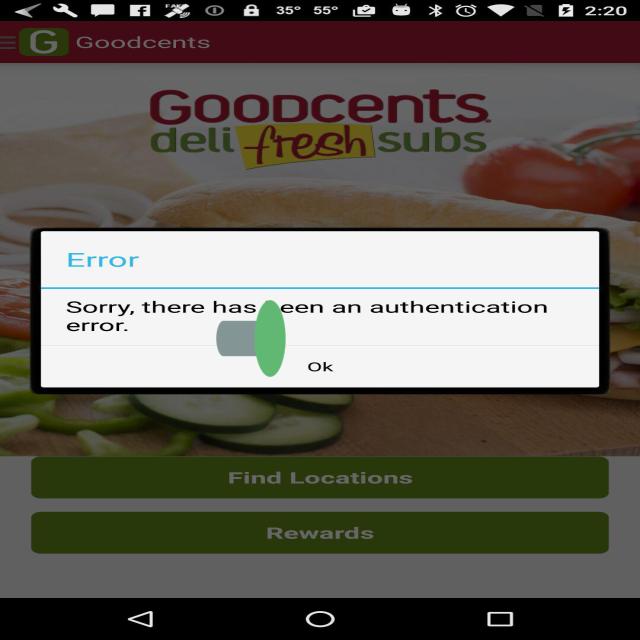 35° 55° 2:20
G Goodcents
GOODCENTS
deli fresh subs
Error
Sorry, there has een an authentication
error.
Ok
Find Locations
Rewards